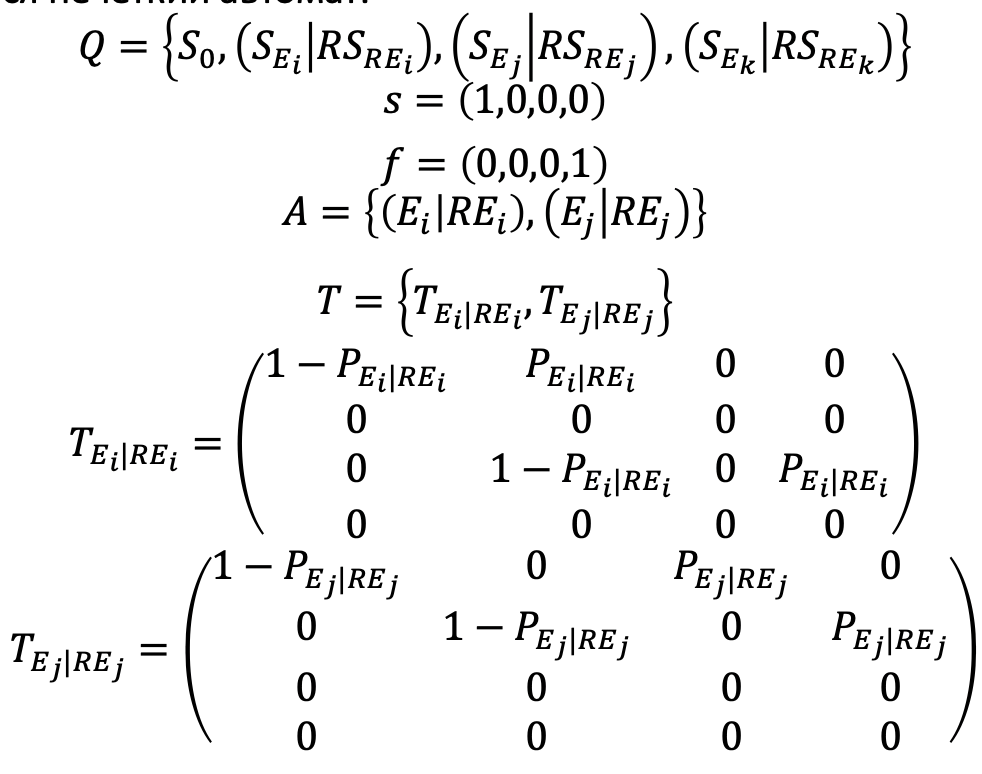 ся нечеткий автомат:
Q = {S₀, (S_{E_i}|RS_{RE_i}), (S_{E_j}|RS_{RE_j}), (S_{E_k}|RS_{RE_k})}
s = (1,0,0,0)
f = (0,0,0,1)
A = {(E_i|RE_i), (E_j|RE_j)}
T = {T_{E_i|RE_i}, T_{E_j|RE_j}}
1 − P_{E_i|RE_i} P_{E_i|RE_i} 0 0
0 0 0 0
T_{E_i|RE_i} =
0 1 − P_{E_i|RE_i} 0 P_{E_i|RE_i}
0 0 0 0
1 − P_{E_j|RE_j} 0 P_{E_j|RE_j} 0
0 1 − P_{E_j|RE_j} 0 P_{E_j|RE_j}
T_{E_j|RE_j} =
0 0 0 0
0 0 0 0